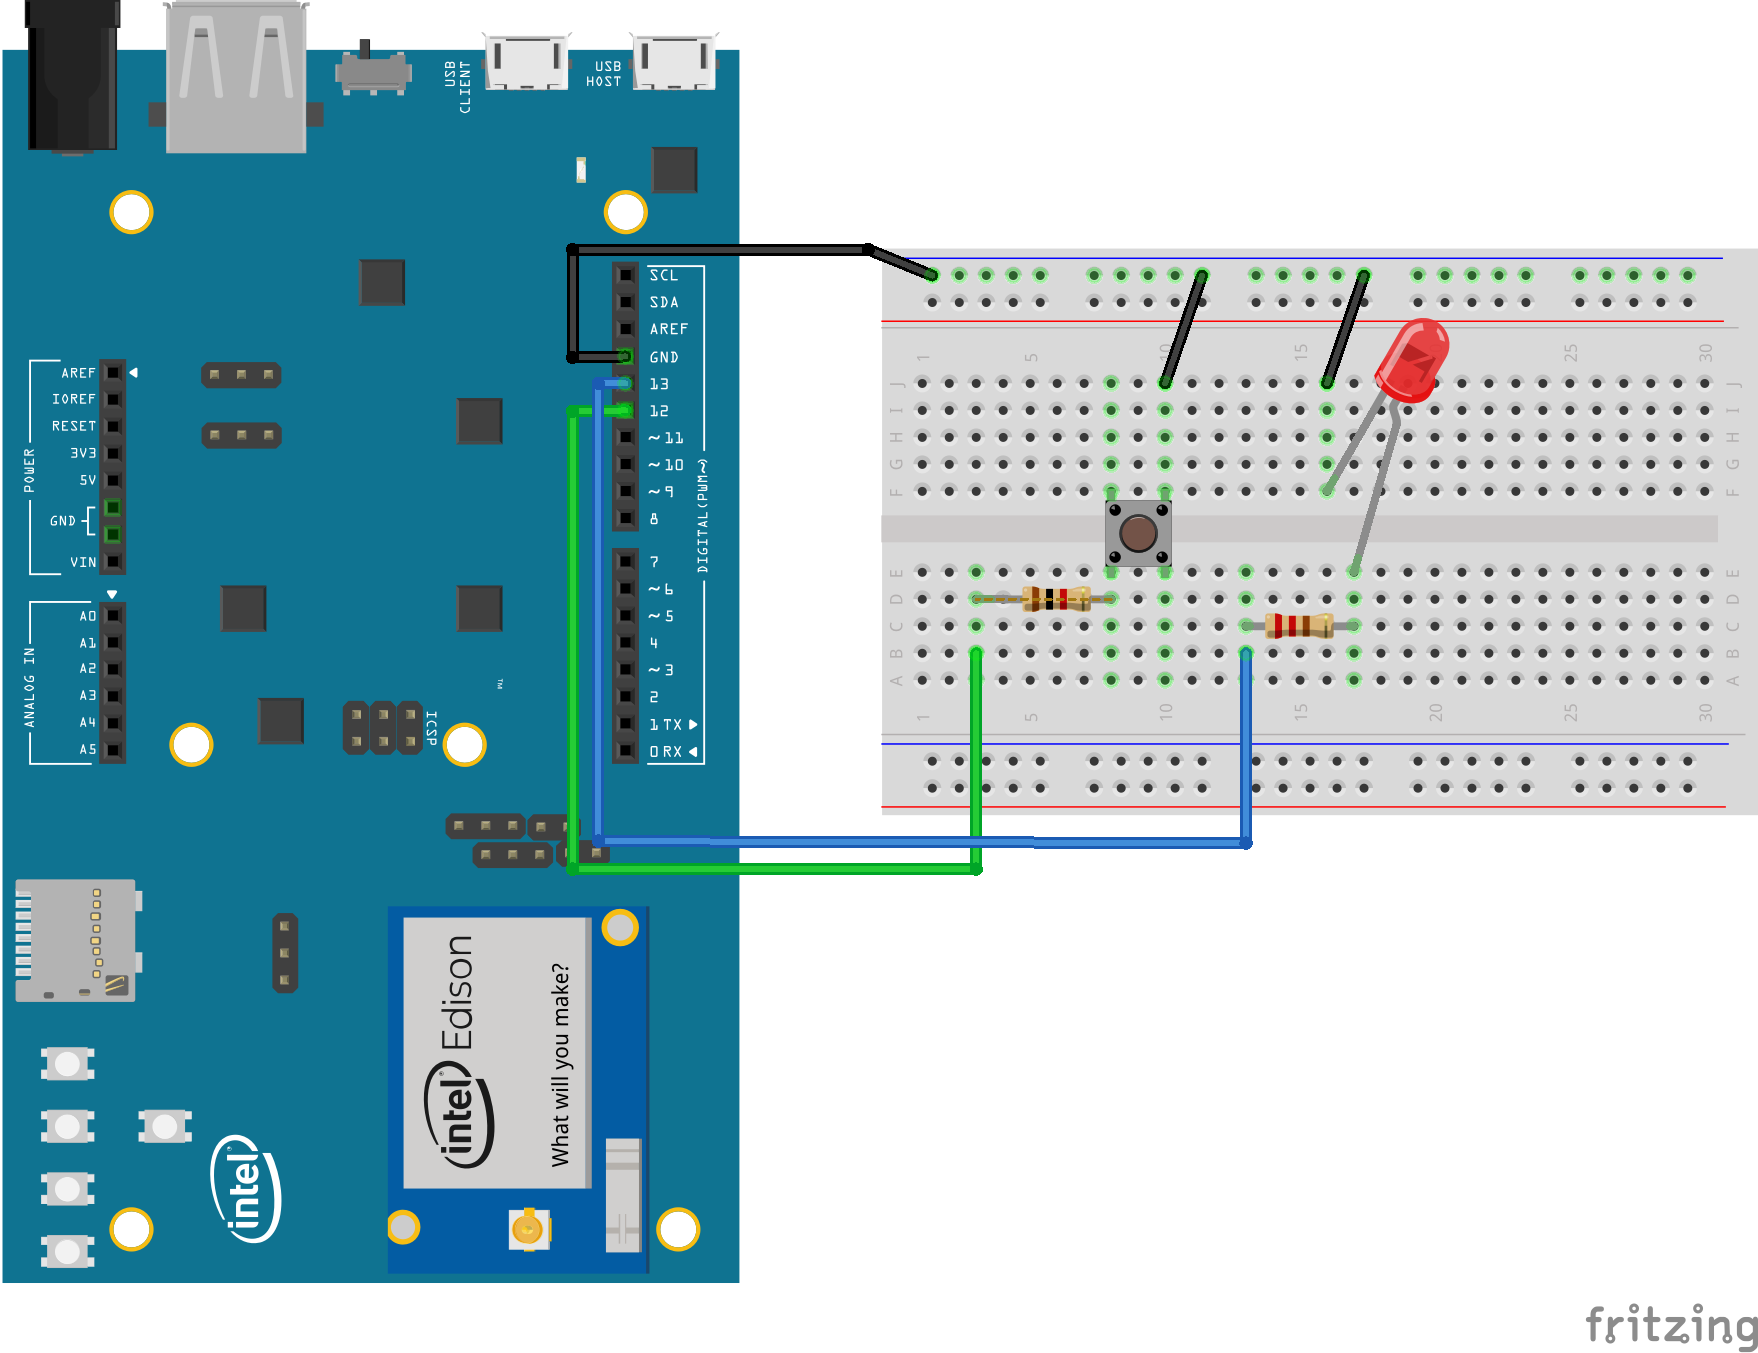 USB
CLIENT
USB
HOST
SCL
SDA
AREF
GND
13
12
~11
~10
~9
8
7
~6
~5
4
~3
2
1 TX
0 RX
DIGITAL(PWM~)
AREF
IOREF
RESET
3V3
5V
GND
VIN
POWER
A0
A1
A2
A3
A4
A5
ANALOG IN
ICSP
TM
intel® Edison
What will you make?
intel®
1 5 10 15 25 30
J J
I I
H H
G G
F F
E E
D D
C C
B B
A A
1 5 10 15 20 25 30
fritzing